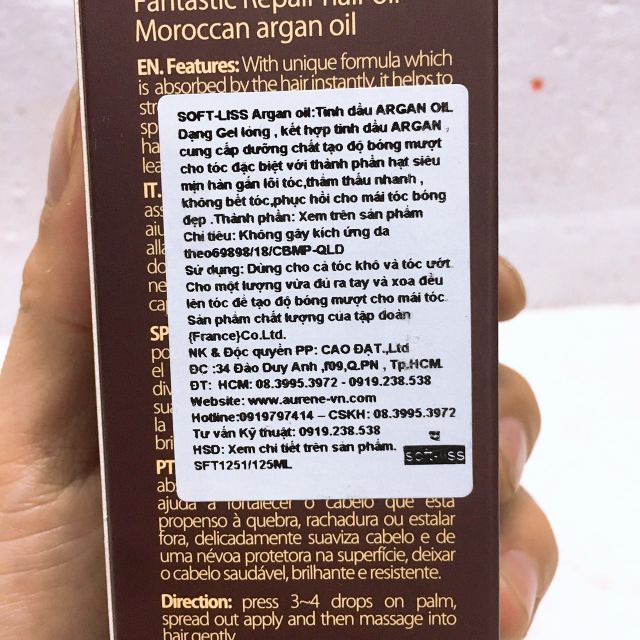 Fantastic Repair hair oil
Moroccan argan oil
EN. Features: With unique formula which
is absorbed by the hair instantly, it helps to
SOFT-LISS Argan oil:Tinh dầu ARGAN OIL
Dạng Gel lỏng , kết hợp tinh dầu ARGAN ,
cung cấp dưỡng chất tạo độ bóng mượt
cho tóc đặc biệt với thành phần hạt siêu
mịn hàn gắn lõi tóc,thẩm thấu nhanh ,
không bết tóc,phục hồi cho mái tóc bóng
đẹp .Thành phần: Xem trên sản phẩm
Chỉ tiêu: Không gây kích ứng da
theo69898/18/CBMP-QLD
Sử dụng: Dùng cho cả tóc khô và tóc ướt
Cho một lượng vừa đủ ra tay và xoa đều
lên tóc để tạo độ bóng mượt cho mái tóc.
Sản phẩm chất lượng của tập đoàn
(France)Co.Ltd.
NK & Độc quyền PP: CAO ĐẠT.,Ltd
ĐC :34 Đào Duy Anh ,f09,Q.PN , Tp.HCM.
ĐT: HCM: 08.3995.3972 - 0919.238.538
Website: www.aurene-vn.com
Hotline:0919797414 – CSKH: 08.3995.3972
Tư vấn Kỹ thuật: 0919.238.538
HSD: Xem chi tiết trên sản phẩm.
soft-liss
SFT1251/125ML
IT.
SP
PT
ajuda a fortalecer o cabelo que está
propenso à quebra, rachadura ou estalar
fora, delicadamente suaviza cabelo e de
uma névoa protetora na superfície, deixar
o cabelo saudável, brilhante e resistente.
Direction: press 3~4 drops on palm,
spread out apply and then massage into
hair gently